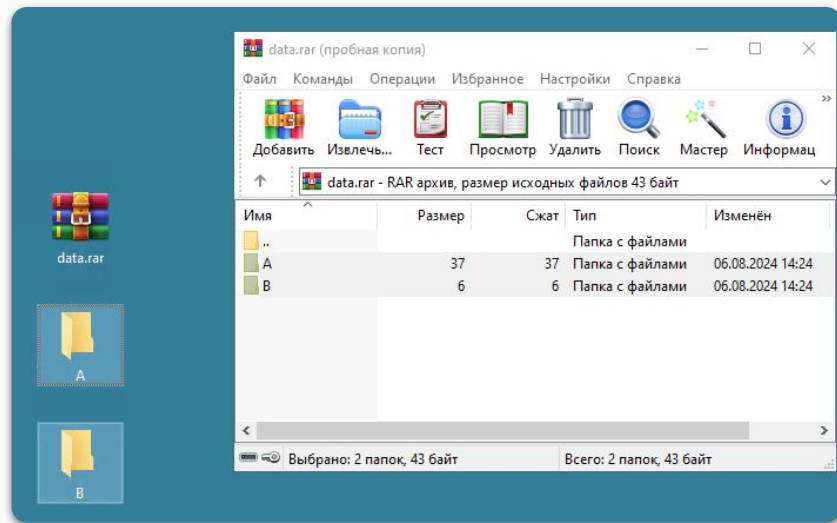 data.rar (пробная копия)
Файл Команды Операции Избранное Настройки Справка
Добавить Извлечь... Тест Просмотр Удалить Поиск Мастер Информац
data.rar - RAR архив, размер исходных файлов 43 байт
Имя Размер Сжат Тип Изменён
.. Папка с файлами
A 37 37 Папка с файлами 06.08.2024 14:24
B 6 6 Папка с файлами 06.08.2024 14:24
Выбрано: 2 папок, 43 байт Всего: 2 папок, 43 байт
data.rar
A
B